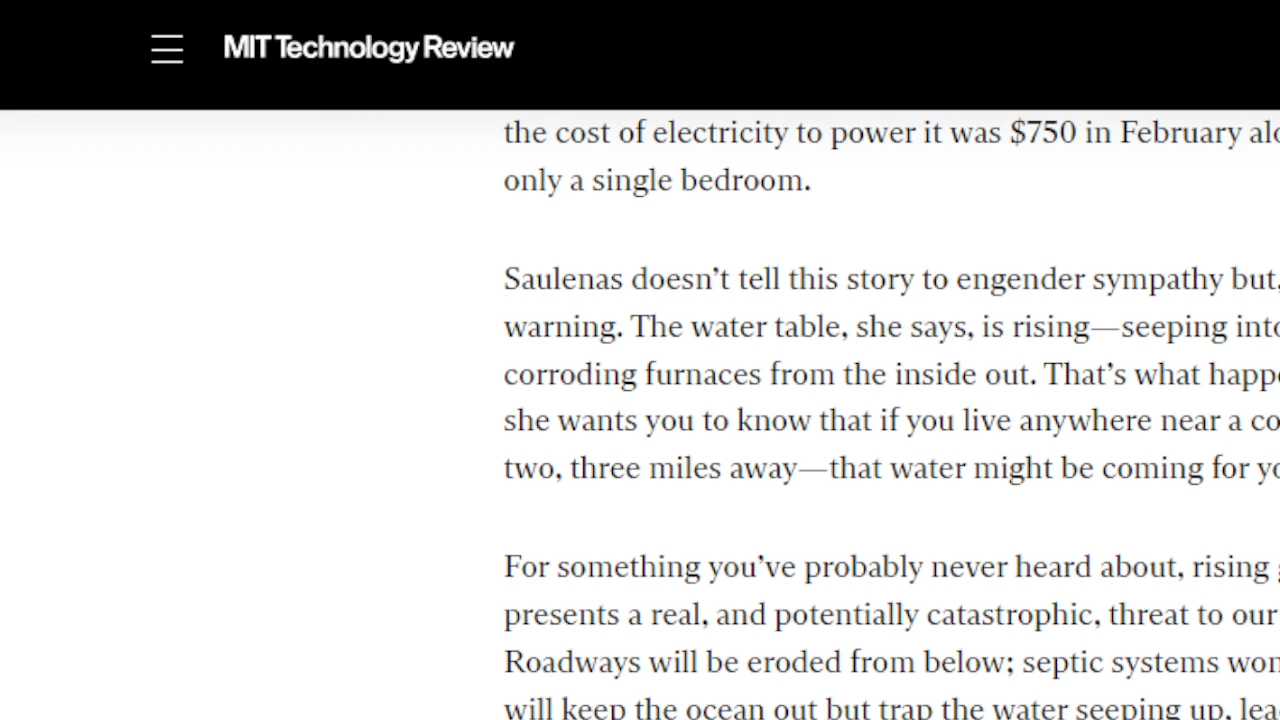 MIT Technology Review
the cost of electricity to power it was $750 in February
only a single bedroom.
Saulenas doesn’t tell this story to engender sympathy but,
warning. The water table, she says, is rising—seeping
corroding furnaces from the inside out. That’s what
she wants you to know that if you live anywhere near a
two, three miles away—that water might be coming for
For something you’ve probably never heard about, rising
presents a real, and potentially catastrophic, threat to our
Roadways will be eroded from below; septic systems
will keep the ocean out but trap the water seeping up,